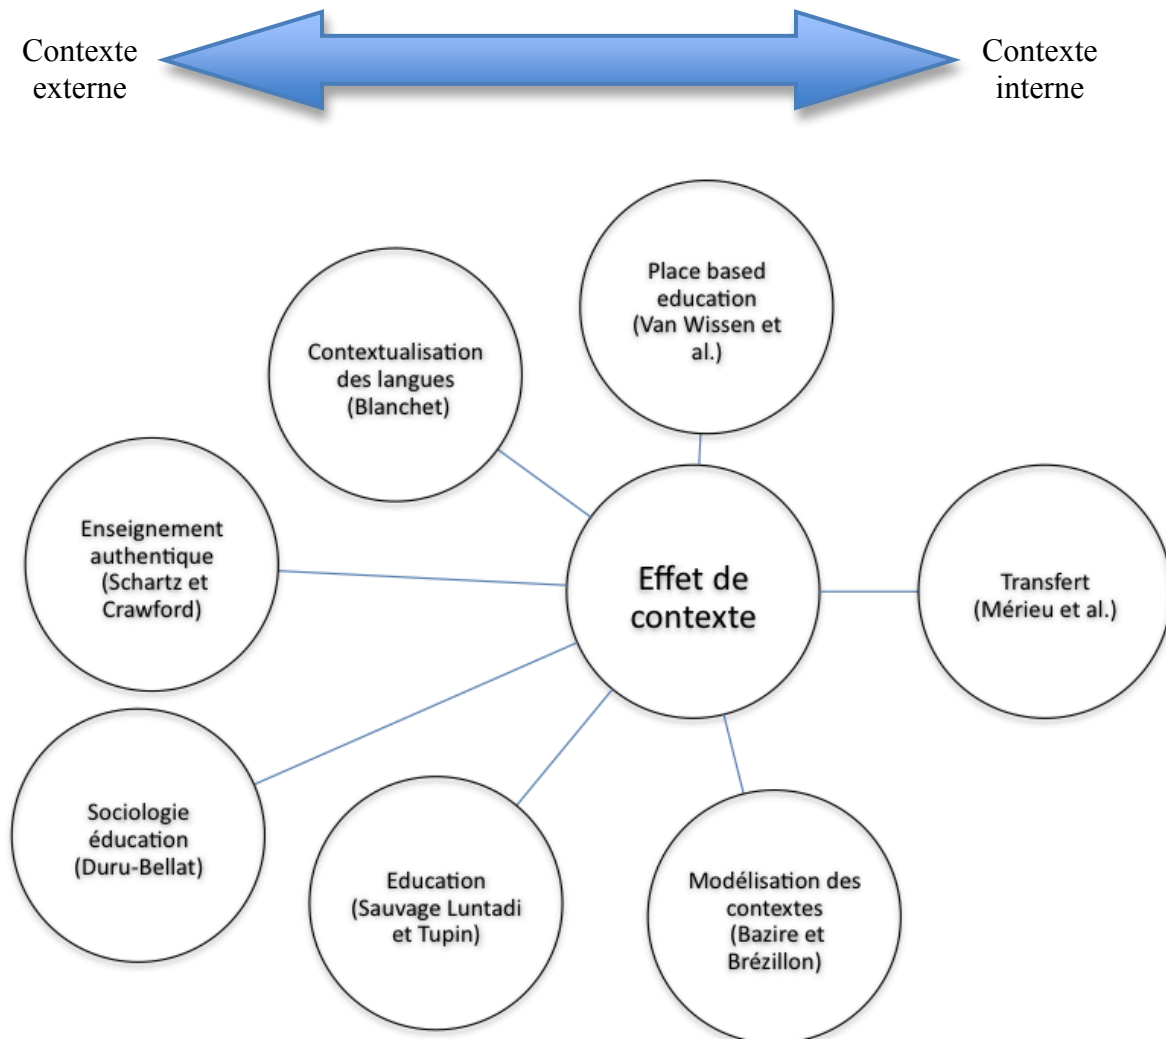 Contexte
externe
Contexte
interne
Place based
education
(Van Wissen et
al.)
Contextualisation
des langues
(Blanchet)
Enseignement
authentique
(Schartz et
Crawford)
Effet de
contexte
Transfert
(Mérieu et al.)
Sociologie
éducation
(Duru-Bellat)
Education
(Sauvage Luntadi
et Tupin)
Modélisation des
contextes
(Bazire et
Brézillon)